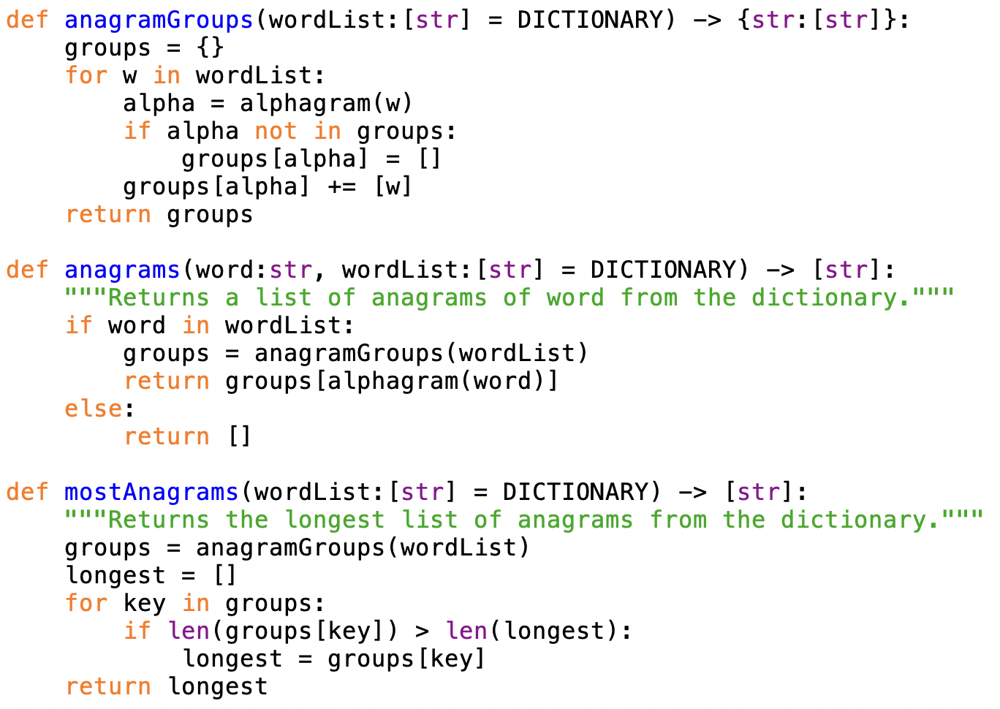 def anagramGroups(wordList:[str] = DICTIONARY) -> {str:[str]}:
    groups = {}
    for w in wordList:
        alpha = alphagram(w)
        if alpha not in groups:
            groups[alpha] = []
        groups[alpha] += [w]
    return groups

def anagrams(word:str, wordList:[str] = DICTIONARY) -> [str]:
    """Returns a list of anagrams of word from the dictionary."""
    if word in wordList:
        groups = anagramGroups(wordList)
        return groups[alphagram(word)]
    else:
        return []

def mostAnagrams(wordList:[str] = DICTIONARY) -> [str]:
    """Returns the longest list of anagrams from the dictionary."""
    groups = anagramGroups(wordList)
    longest = []
    for key in groups:
        if len(groups[key]) > len(longest):
            longest = groups[key]
    return longest